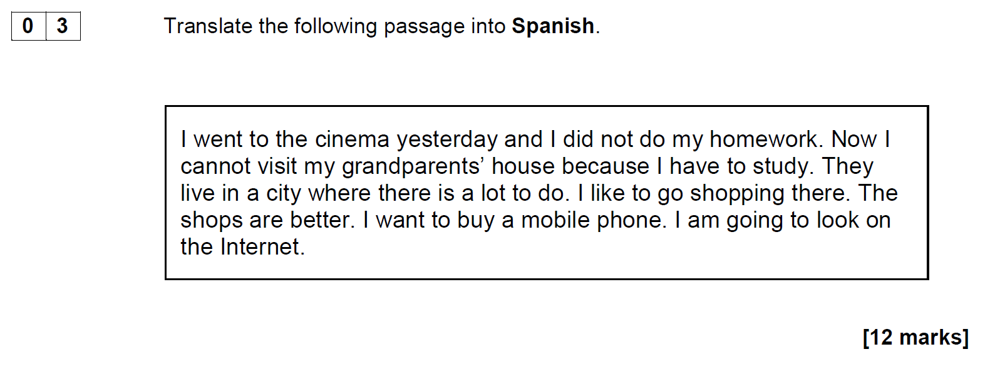 0 3 Translate the following passage into Spanish.
I went to the cinema yesterday and I did not do my homework. Now I
cannot visit my grandparents’ house because I have to study. They
live in a city where there is a lot to do. I like to go shopping there. The
shops are better. I want to buy a mobile phone. I am going to look on
the Internet.
[12 marks]